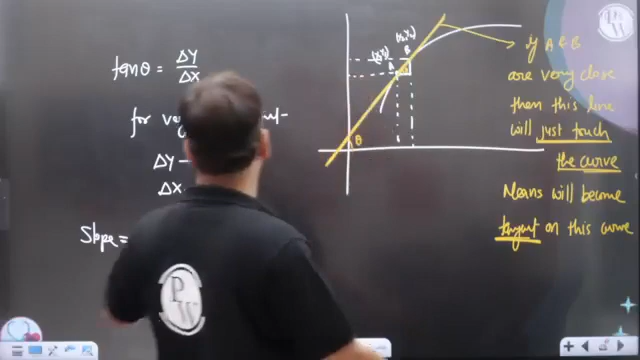 tanθ = ΔY/ΔX
for
ΔY
ΔX
Slope =
A
B
θ
if A & B
are very close
then this line
will just touch
the curve
Means will become
tangent on this curve
PW